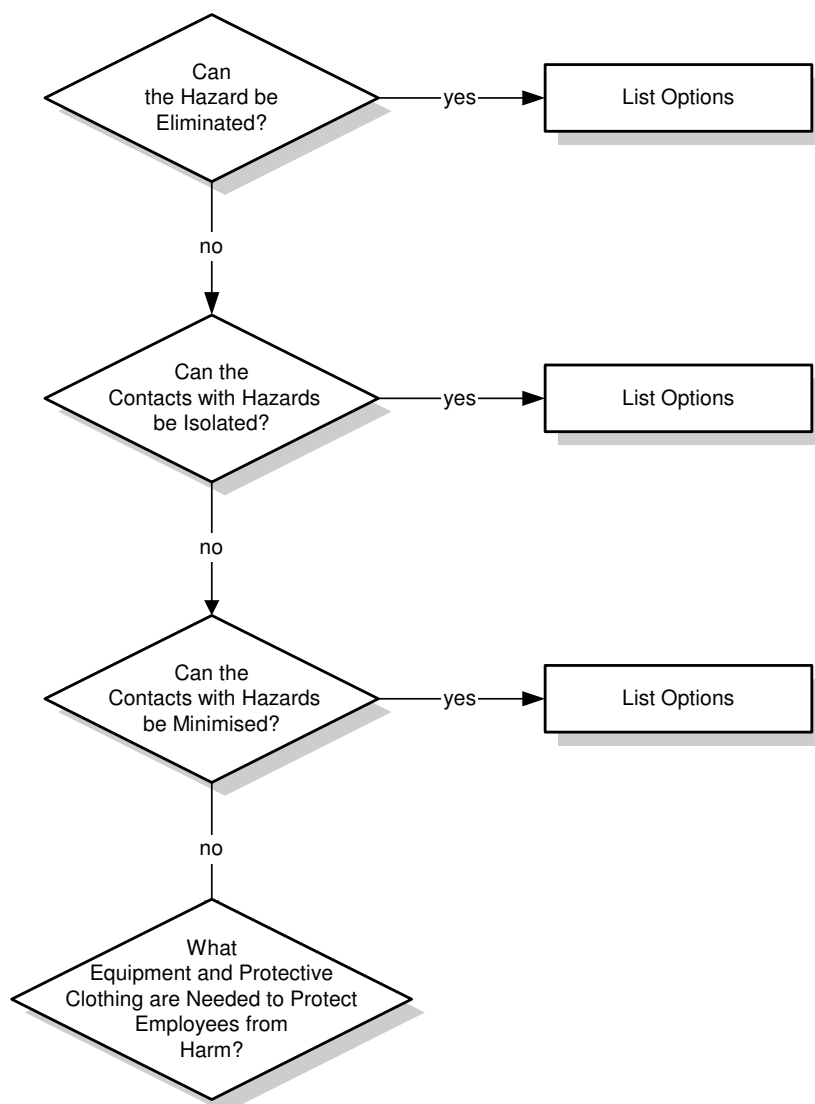 Can
the Hazard be
Eliminated?
yes
List Options
no
Can the
Contacts with Hazards
be Isolated?
yes
List Options
no
Can the
Contacts with Hazards
be Minimised?
yes
List Options
no
What
Equipment and Protective
Clothing are Needed to Protect
Employees from
Harm?